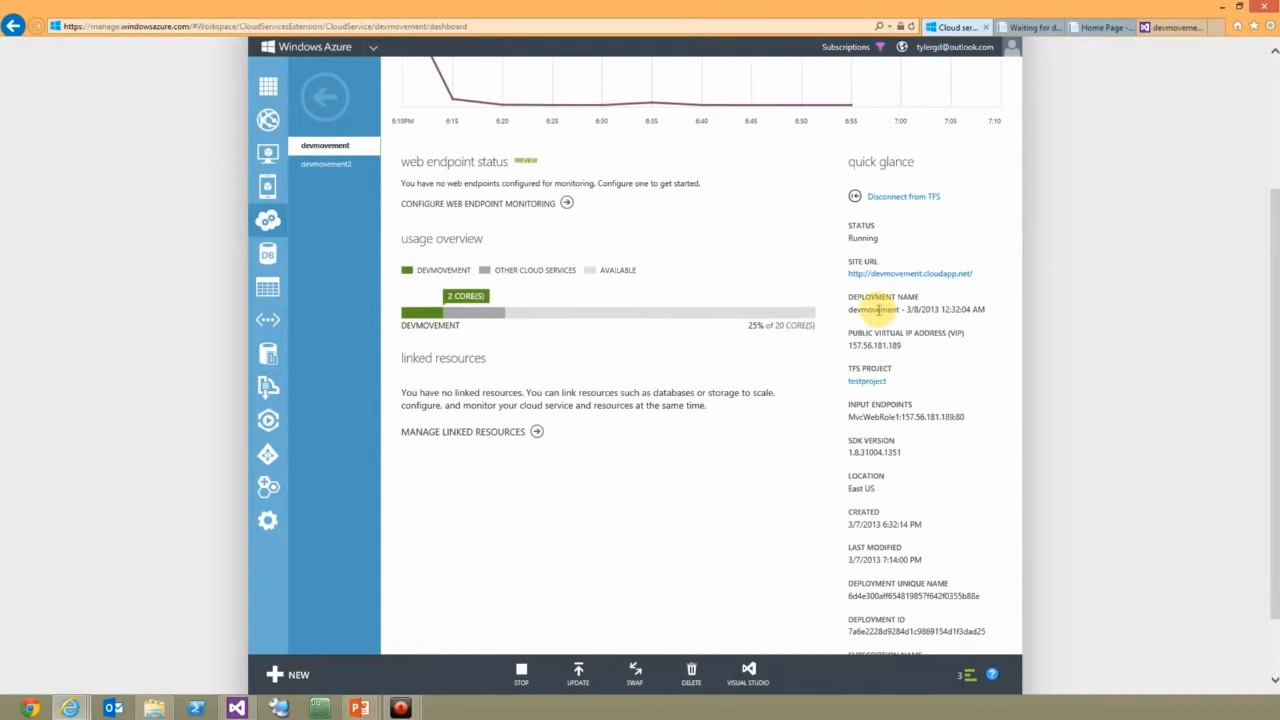 https://manage.windowsazure.com/#Workspace/CloudServicesExtension/CloudService/devmovement/dashboard
Cloud ser...
Waiting for d...
Home Page -...
devmoveme...
Windows Azure
Subscriptions
tylergd@outlook.com
6:10PM 6:15 6:20 6:25 6:30 6:35 6:40 6:45 6:50 6:55 7:00 7:05 7:10
devmovement
devmovement2
web endpoint status PREVIEW
You have no web endpoints configured for monitoring. Configure one to get started.
CONFIGURE WEB ENDPOINT MONITORING
usage overview
DEVMOVEMENT OTHER CLOUD SERVICES AVAILABLE
2 CORE(S)
DEVMOVEMENT 25% of 20 CORE(S)
linked resources
You have no linked resources. You can link resources such as databases or storage to scale,
configure, and monitor your cloud service and resources at the same time.
MANAGE LINKED RESOURCES
quick glance
Disconnect from TFS
STATUS
Running
SITE URL
http://devmovement.cloudapp.net/
DEPLOYMENT NAME
devmovement - 3/8/2013 12:32:04 AM
PUBLIC VIRTUAL IP ADDRESS (VIP)
157.56.181.189
TFS PROJECT
testproject
INPUT ENDPOINTS
MvcWebRole1:157.56.181.189:80
SDK VERSION
1.8.31004.1351
LOCATION
East US
CREATED
3/7/2013 6:32:14 PM
LAST MODIFIED
3/7/2013 7:14:00 PM
DEPLOYMENT UNIQUE NAME
6d4e300aff654819857f642f0355b88e
DEPLOYMENT ID
7a6e2228d9284d1c9869154d1f3dad25
SUBSCRIPTION NAME
DB
NEW
STOP
UPDATE
SWAP
DELETE
VISUAL STUDIO
3
?